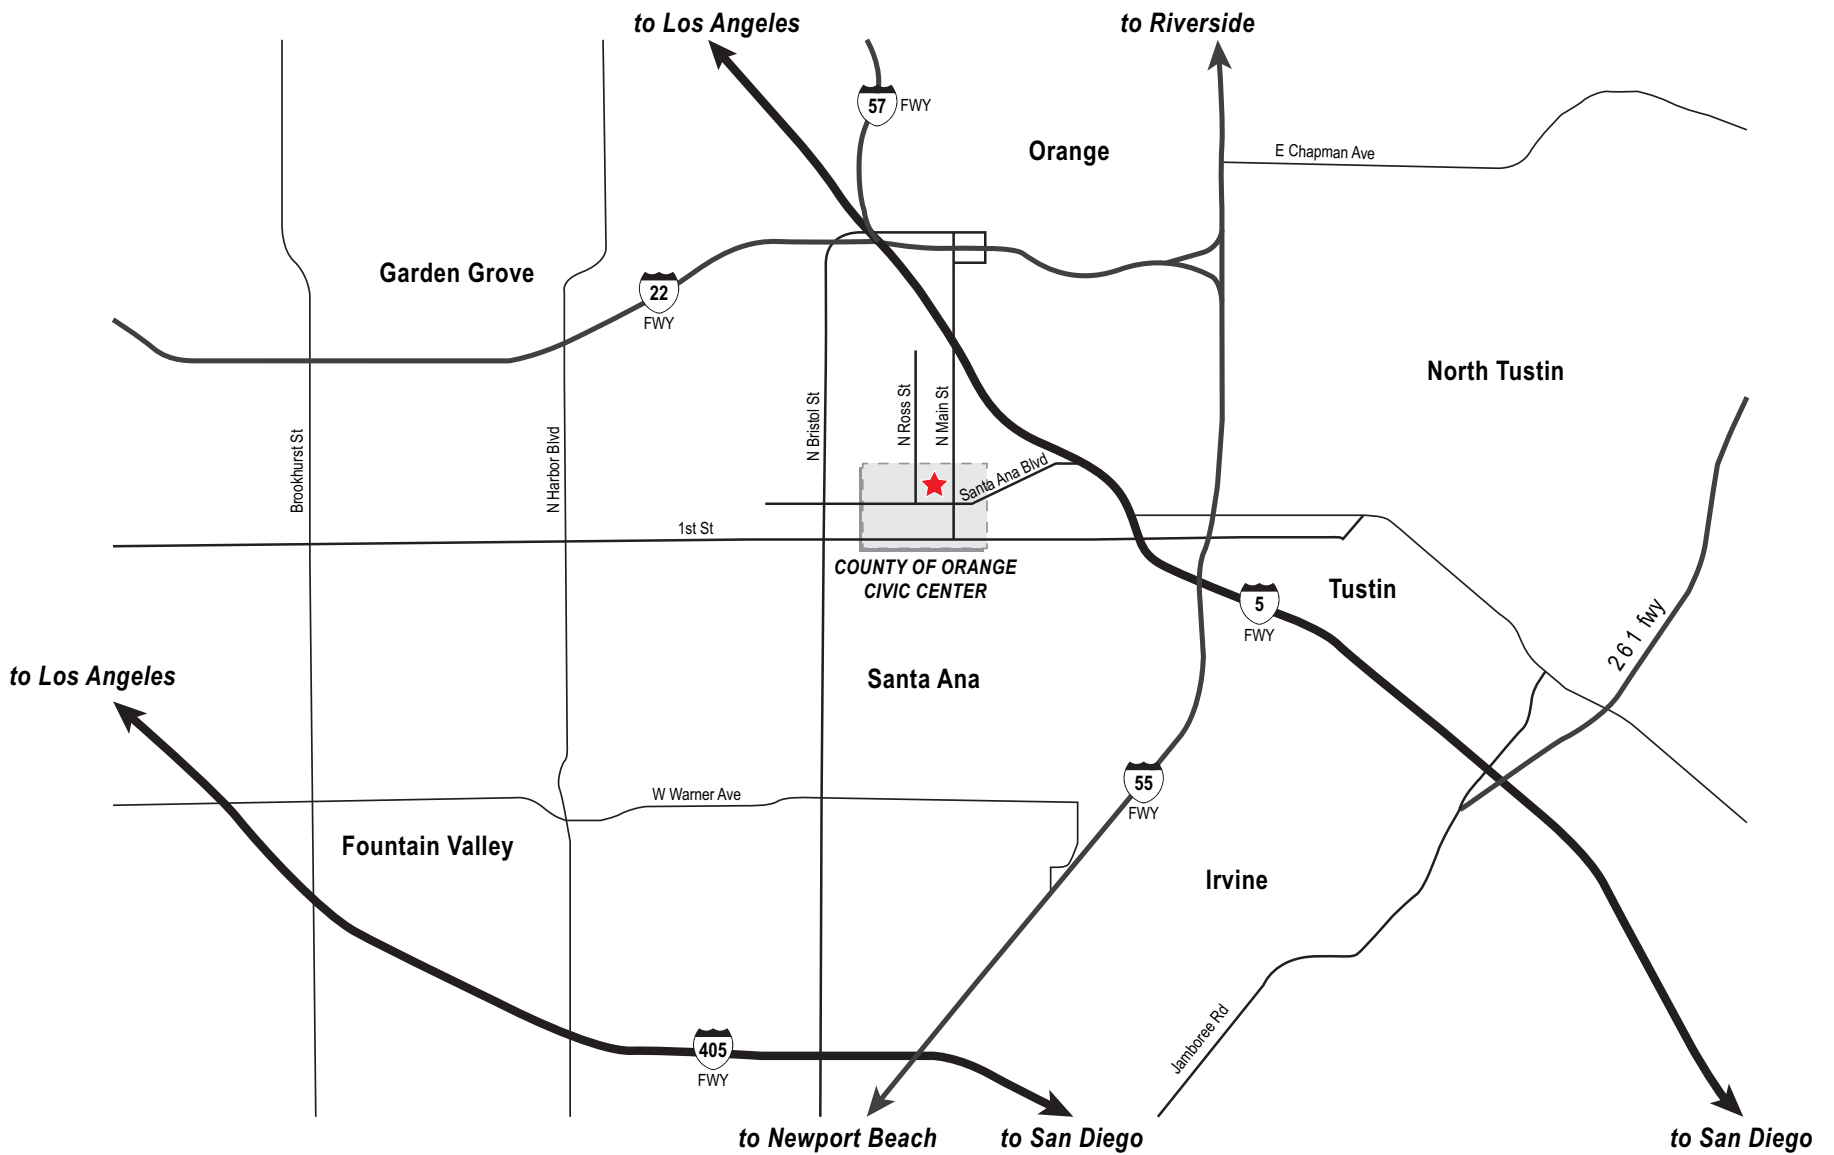 to Los Angeles
to Riverside
57
FWY
Orange
E Chapman Ave
Garden Grove
22
FWY
North Tustin
Brookhurst St
N Harbor Blvd
N Bristol St
N Ross St
N Main St
Santa Ana Blvd
1st St
COUNTY OF ORANGE
CIVIC CENTER
Tustin
5
FWY
261 fwy
to Los Angeles
Santa Ana
55
FWY
W Warner Ave
Fountain Valley
Irvine
Jamboree Rd
405
FWY
to Newport Beach
to San Diego
to San Diego